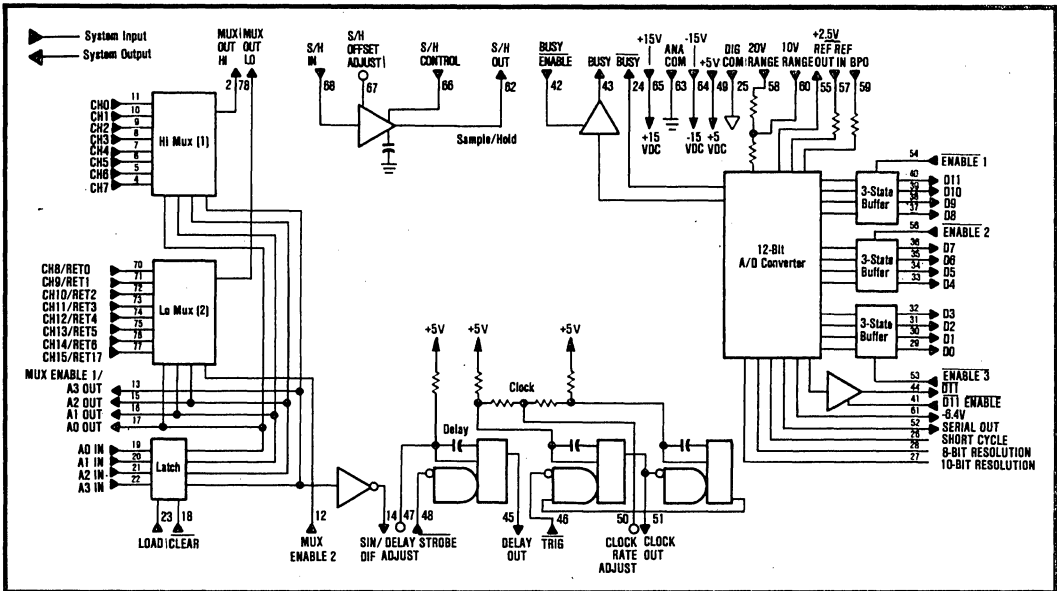 System Input
System Output
MUX OUT HI
2
MUX OUT LO
78
S/H IN
68
S/H OFFSET ADJUST
67
S/H CONTROL
66
S/H OUT
62
Sample/Hold
BUSY ENABLE
42
BUSY
43
BUSY
24
+15V
65
ANA COM
63
-15V
64
+5V
49
DIG COM
25
20V RANGE
58
10V RANGE
60
+2.5V REF OUT
55
REF IN
57
BPO
59
+15 VDC
-15 VDC
+5 VDC
CH0 11
CH1 10
CH2 9
CH3 8
CH4 7
CH5 6
CH6 5
CH7 4
Hi Mux (1)
CH8/RET0 70
CH9/RET1 71
CH10/RET2 72
CH11/RET3 73
CH12/RET4 74
CH13/RET5 75
CH14/RET6 76
CH15/RET17 77
Lo Mux (2)
MUX ENABLE 1/
A3 OUT 13
A2 OUT 15
A1 OUT 16
A0 OUT 17
A0 IN 19
A1 IN 20
A2 IN 21
A3 IN 22
Latch
23
LOAD
18
CLEAR
12
MUX ENABLE 2
14
SIN/ DIF
47
DELAY ADJUST
48
STROBE
45
DELAY OUT
46
TRIG
50
CLOCK RATE ADJUST
51
CLOCK OUT
+5V
+5V
+5V
Clock
Delay
12-Bit
A/D Converter
3-State Buffer
54 ENABLE 1
40 D11
39 D10
38 D9
37 D8
3-State Buffer
56 ENABLE 2
36 D7
35 D6
34 D5
33 D4
3-State Buffer
32 D3
31 D2
30 D1
29 D0
53 ENABLE 3
44 D11
41 D11 ENABLE
61 -6.4V
52 SERIAL OUT
26 SHORT CYCLE
28 8-BIT RESOLUTION
27 10-BIT RESOLUTION